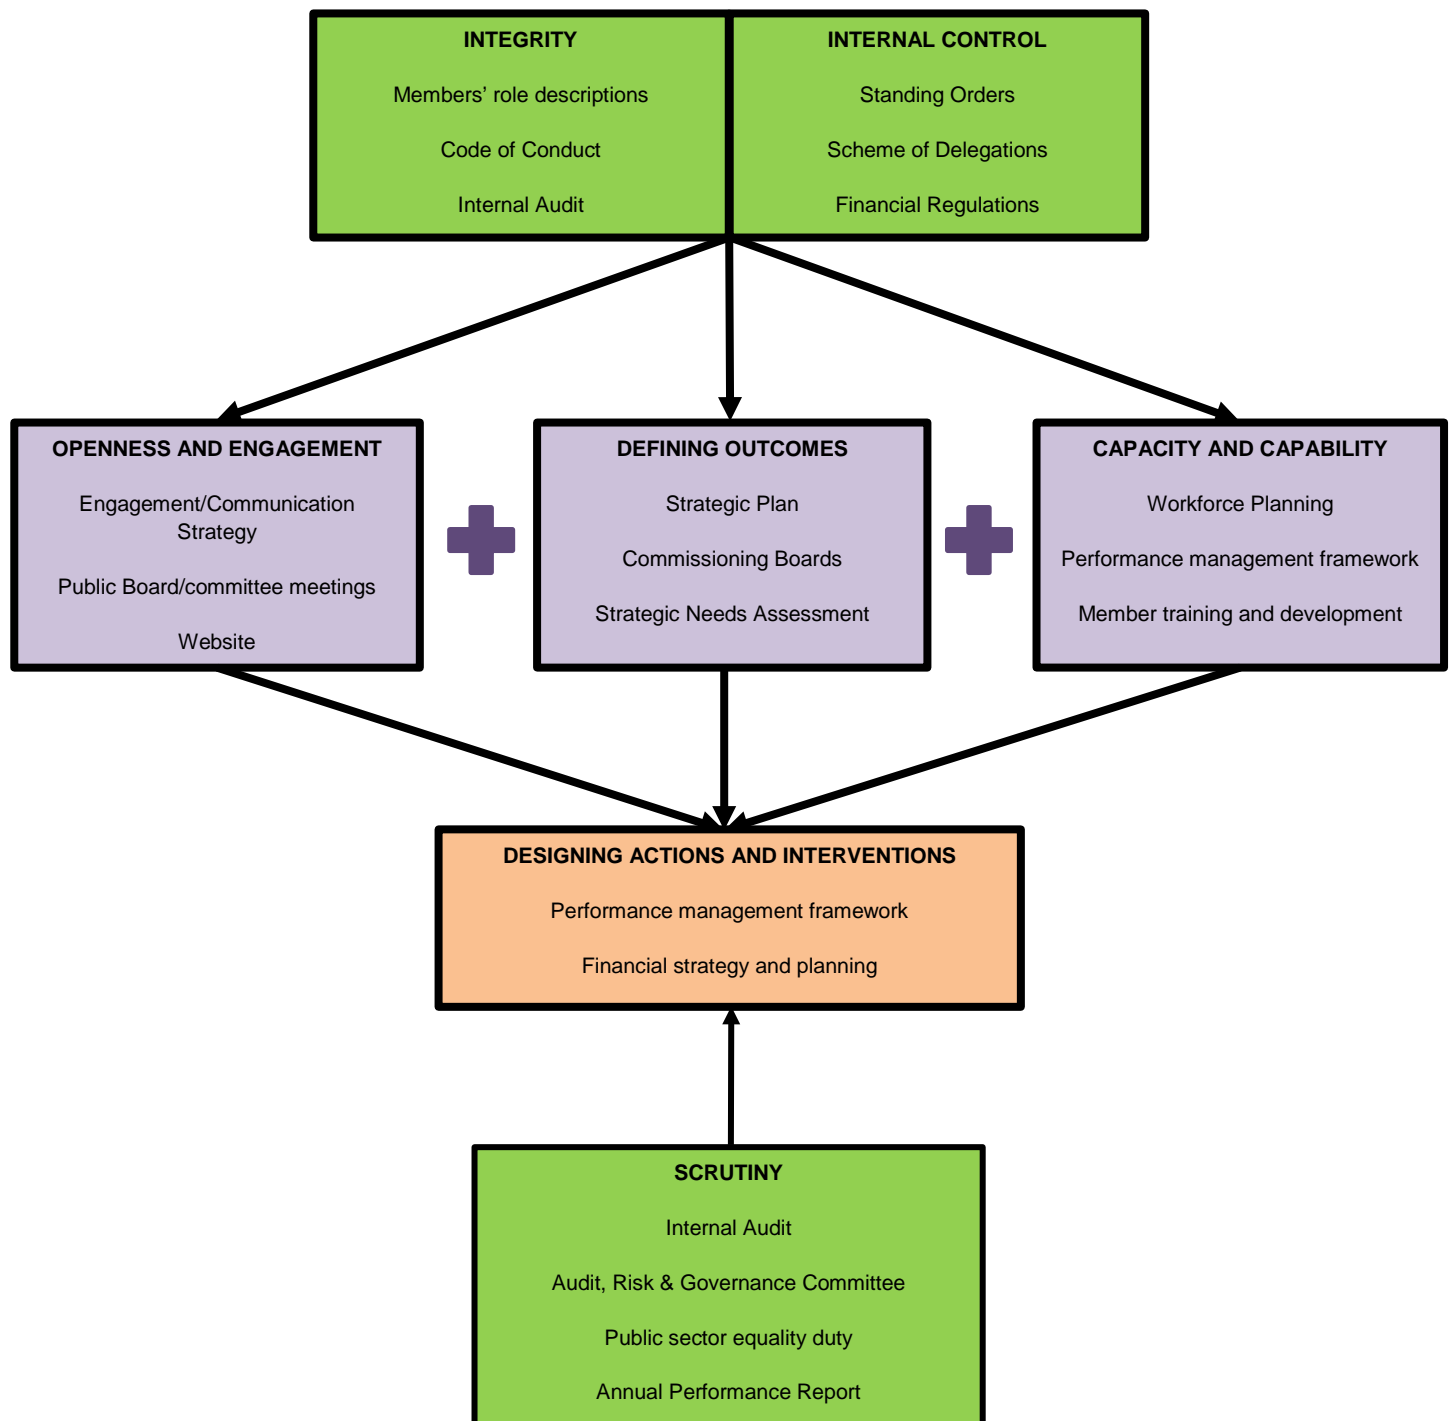 INTEGRITY
Members’ role descriptions
Code of Conduct
Internal Audit
INTERNAL CONTROL
Standing Orders
Scheme of Delegations
Financial Regulations
OPENNESS AND ENGAGEMENT
Engagement/Communication
Strategy
Public Board/committee meetings
Website
DEFINING OUTCOMES
Strategic Plan
Commissioning Boards
Strategic Needs Assessment
CAPACITY AND CAPABILITY
Workforce Planning
Performance management framework
Member training and development
DESIGNING ACTIONS AND INTERVENTIONS
Performance management framework
Financial strategy and planning
SCRUTINY
Internal Audit
Audit, Risk & Governance Committee
Public sector equality duty
Annual Performance Report